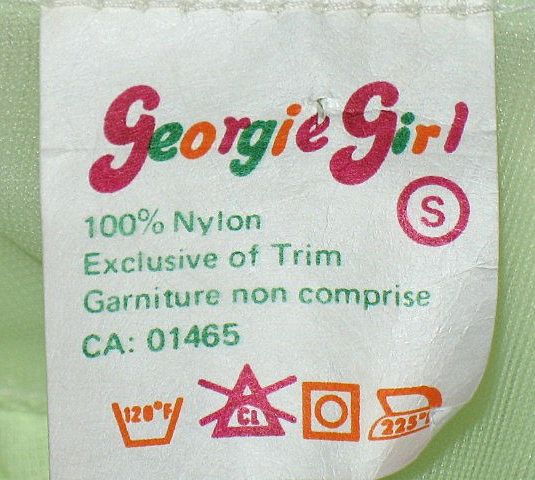 Georgie Girl
S
100% Nylon
Exclusive of Trim
Garniture non comprise
CA: 01465
120°F CL 225°F